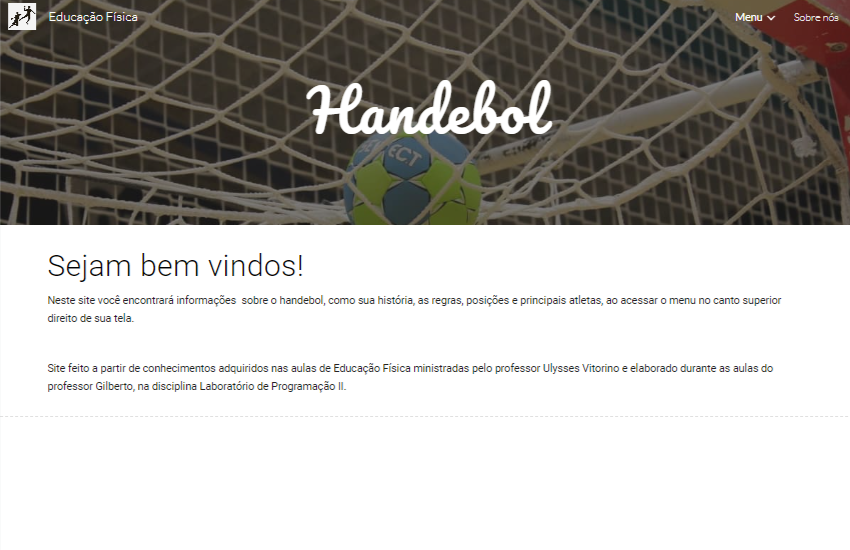 Educação Física
Menu
Sobre nós
Handebol
ECT
Sejam bem vindos!
Neste site você encontrará informações  sobre o handebol, como sua história, as regras, posições e principais atletas, ao acessar o menu no canto superior
direito de sua tela.
Site feito a partir de conhecimentos adquiridos nas aulas de Educação Física ministradas pelo professor Ulysses Vitorino e elaborado durante as aulas do
professor Gilberto, na disciplina Laboratório de Programação II.